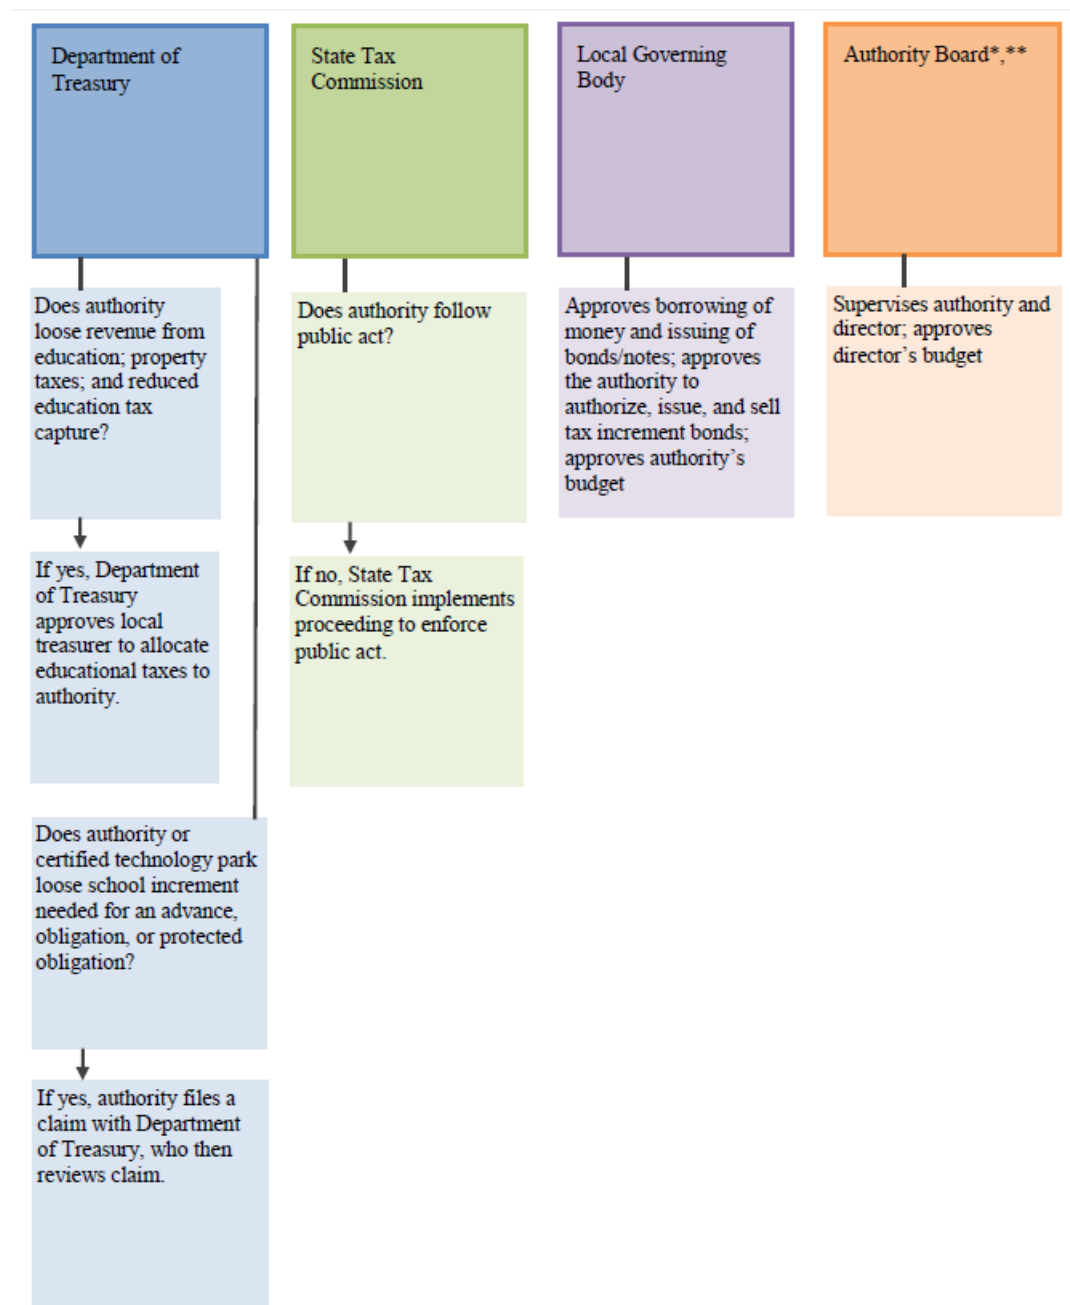 Department of
Treasury
State Tax
Commission
Local Governing
Body
Authority Board*,**
Does authority
loose revenue from
education; property
taxes; and reduced
education tax
capture?
Does authority follow
public act?
Approves borrowing of
money and issuing of
bonds/notes; approves
the authority to
authorize, issue, and sell
tax increment bonds;
approves authority's
budget
Supervises authority and
director; approves
director's budget
If yes, Department
of Treasury
approves local
treasurer to allocate
educational taxes to
authority.
If no, State Tax
Commission implements
proceeding to enforce
public act.
Does authority or
certified technology park
loose school increment
needed for an advance,
obligation, or protected
obligation?
If yes, authority files a
claim with Department
of Treasury, who then
reviews claim.